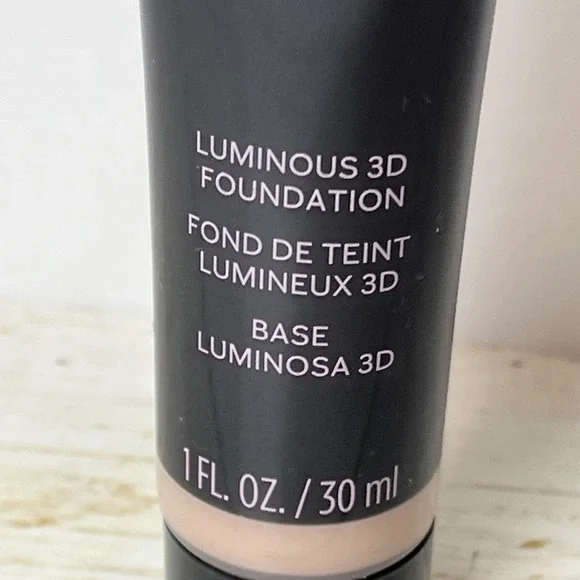 LUMINOUS 3D
FOUNDATION
FOND DE TEINT
LUMINEUX 3D
BASE
LUMINOSA 3D
1 FL. OZ. / 30 ml